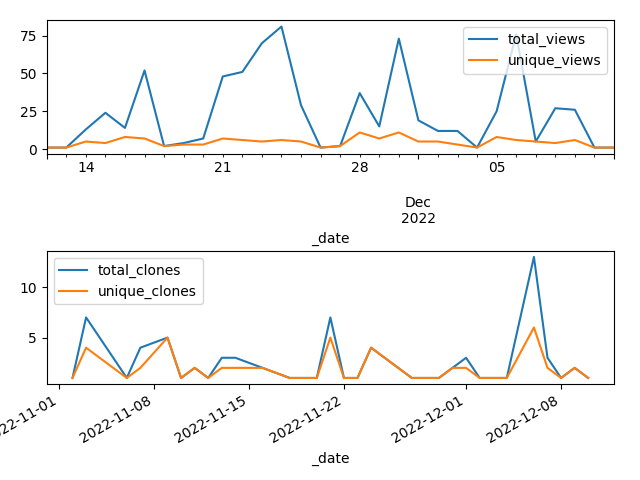 75
50
25
0
total_views
unique_views
14
21
28
05
Dec
2022
_date
10
5
total_clones
unique_clones
22-11-01
2022-11-08
2022-11-15
2022-11-22
2022-12-01
2022-12-08
_date